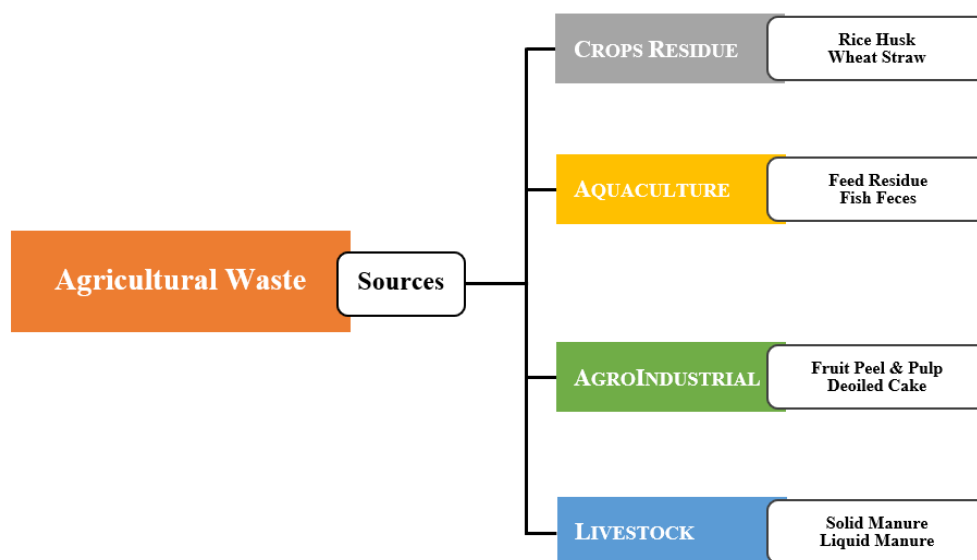 Agricultural Waste
Sources
CROPS RESIDUE
Rice Husk
Wheat Straw
AQUACULTURE
Feed Residue
Fish Feces
AGROINDUSTRIAL
Fruit Peel & Pulp
Deoiled Cake
LIVESTOCK
Solid Manure
Liquid Manure